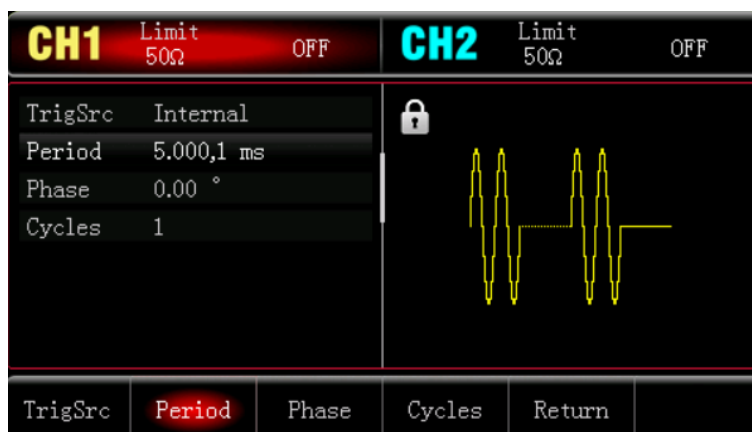 CH1 Limit 50Ω OFF CH2 Limit 50Ω OFF
TrigSrc Internal
Period 5.000,1 ms
Phase 0.00 °
Cycles 1
TrigSrc Period Phase Cycles Return